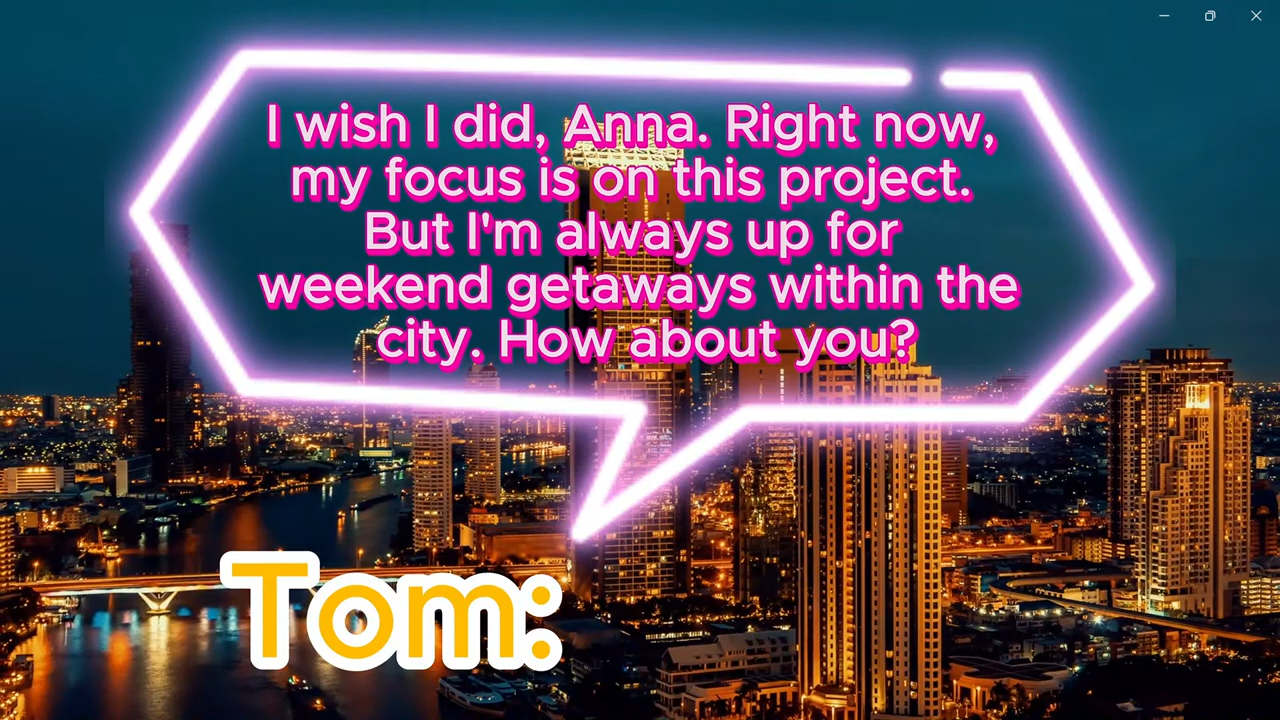 I wish I did, Anna. Right now,
my focus is on this project.
But I'm always up for
weekend getaways within the
city. How about you?
Tom: